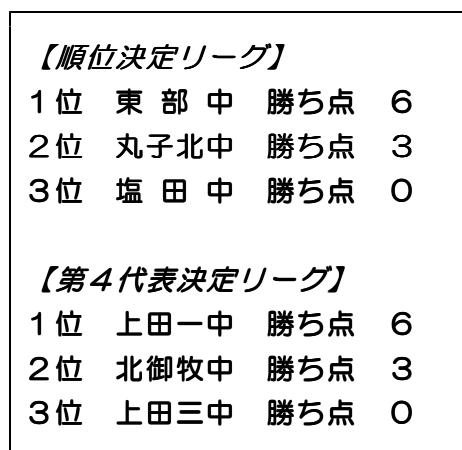 【順位決定リーグ】
１位　東 部 中　勝ち点　６
２位　丸子北中　勝ち点　３
３位　塩 田 中　勝ち点　０
【第４代表決定リーグ】
１位　上田一中　勝ち点　６
２位　北御牧中　勝ち点　３
３位　上田三中　勝ち点　０